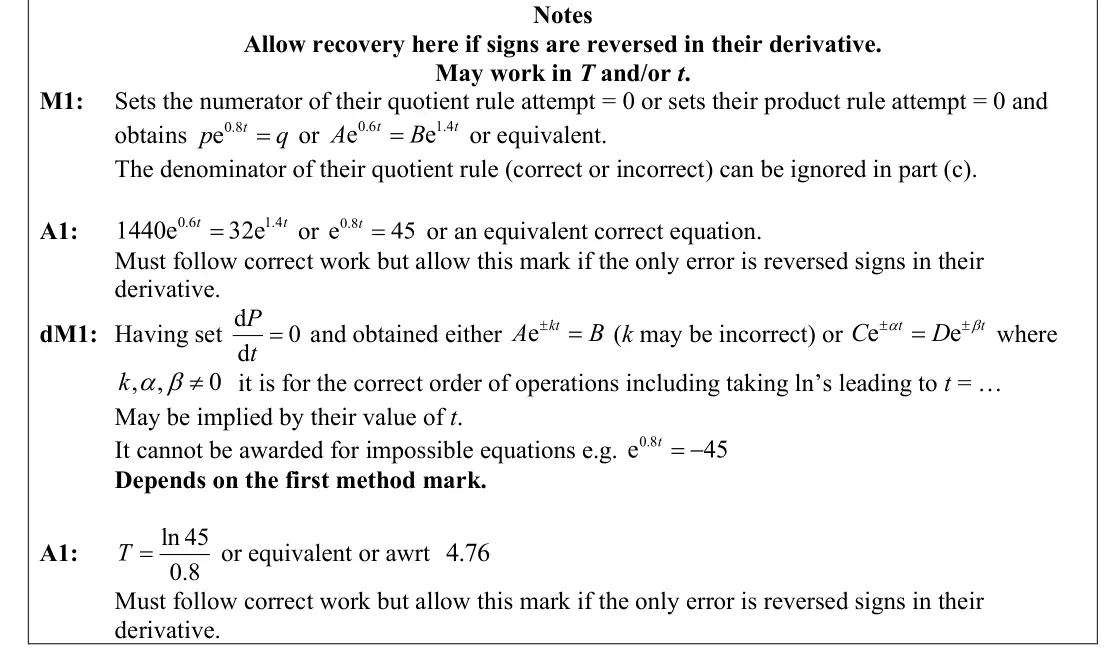 Notes
Allow recovery here if signs are reversed in their derivative.
May work in T and/or t.
M1: Sets the numerator of their quotient rule attempt = 0 or sets their product rule attempt = 0 and
obtains pe^{0.8t} = q or Ae^{0.6t} = Be^{1.4t} or equivalent.
The denominator of their quotient rule (correct or incorrect) can be ignored in part (c).
A1: 1440e^{0.6t} = 32e^{1.4t} or e^{0.8t} = 45 or an equivalent correct equation.
Must follow correct work but allow this mark if the only error is reversed signs in their
derivative.
dM1: Having set dP/dt = 0 and obtained either Ae^{±kt} = B (k may be incorrect) or Ce^{±αt} = De^{±βt} where
k, α, β ≠ 0 it is for the correct order of operations including taking ln’s leading to t = …
May be implied by their value of t.
It cannot be awarded for impossible equations e.g. e^{0.8t} = −45
Depends on the first method mark.
A1: T = ln 45/0.8 or equivalent or awrt 4.76
Must follow correct work but allow this mark if the only error is reversed signs in their
derivative.